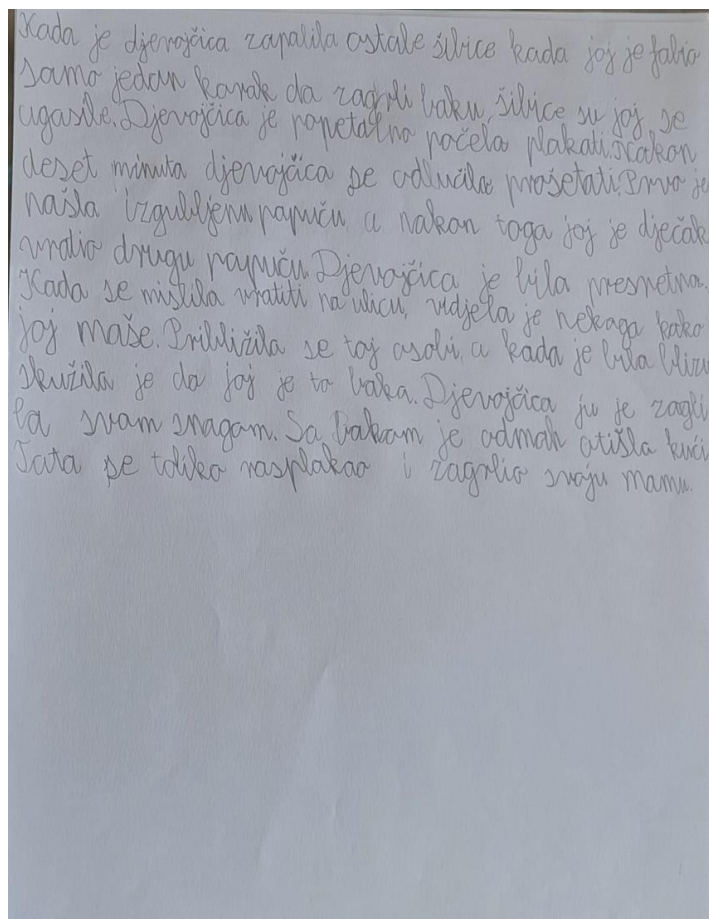 Kada je djevojčica zapalila ostale šibice kada joj je falio
samo jedan korak da zagrli baku, šibice su joj se
ugasile. Djevojčica je ropetalno počela plakati. Nakon
deset minuta djevojčica se odlučila prošetati. Prvo je
našla izgubljenu papuču a nakon toga joj je dječak
vratio drugu papuču. Djevojčica je bila presretna.
Kada se mislila vratiti na ulicu, vidjela je nekoga kako
joj maše. Približila se toj osobi, a kada je bila blizu
skužila je da joj je to baka. Djevojčica ju je zagli
la svom snagom. Sa bakom je odmah otišla kući
Tata se toliko rasplakao i zagrlio svoju mamu.